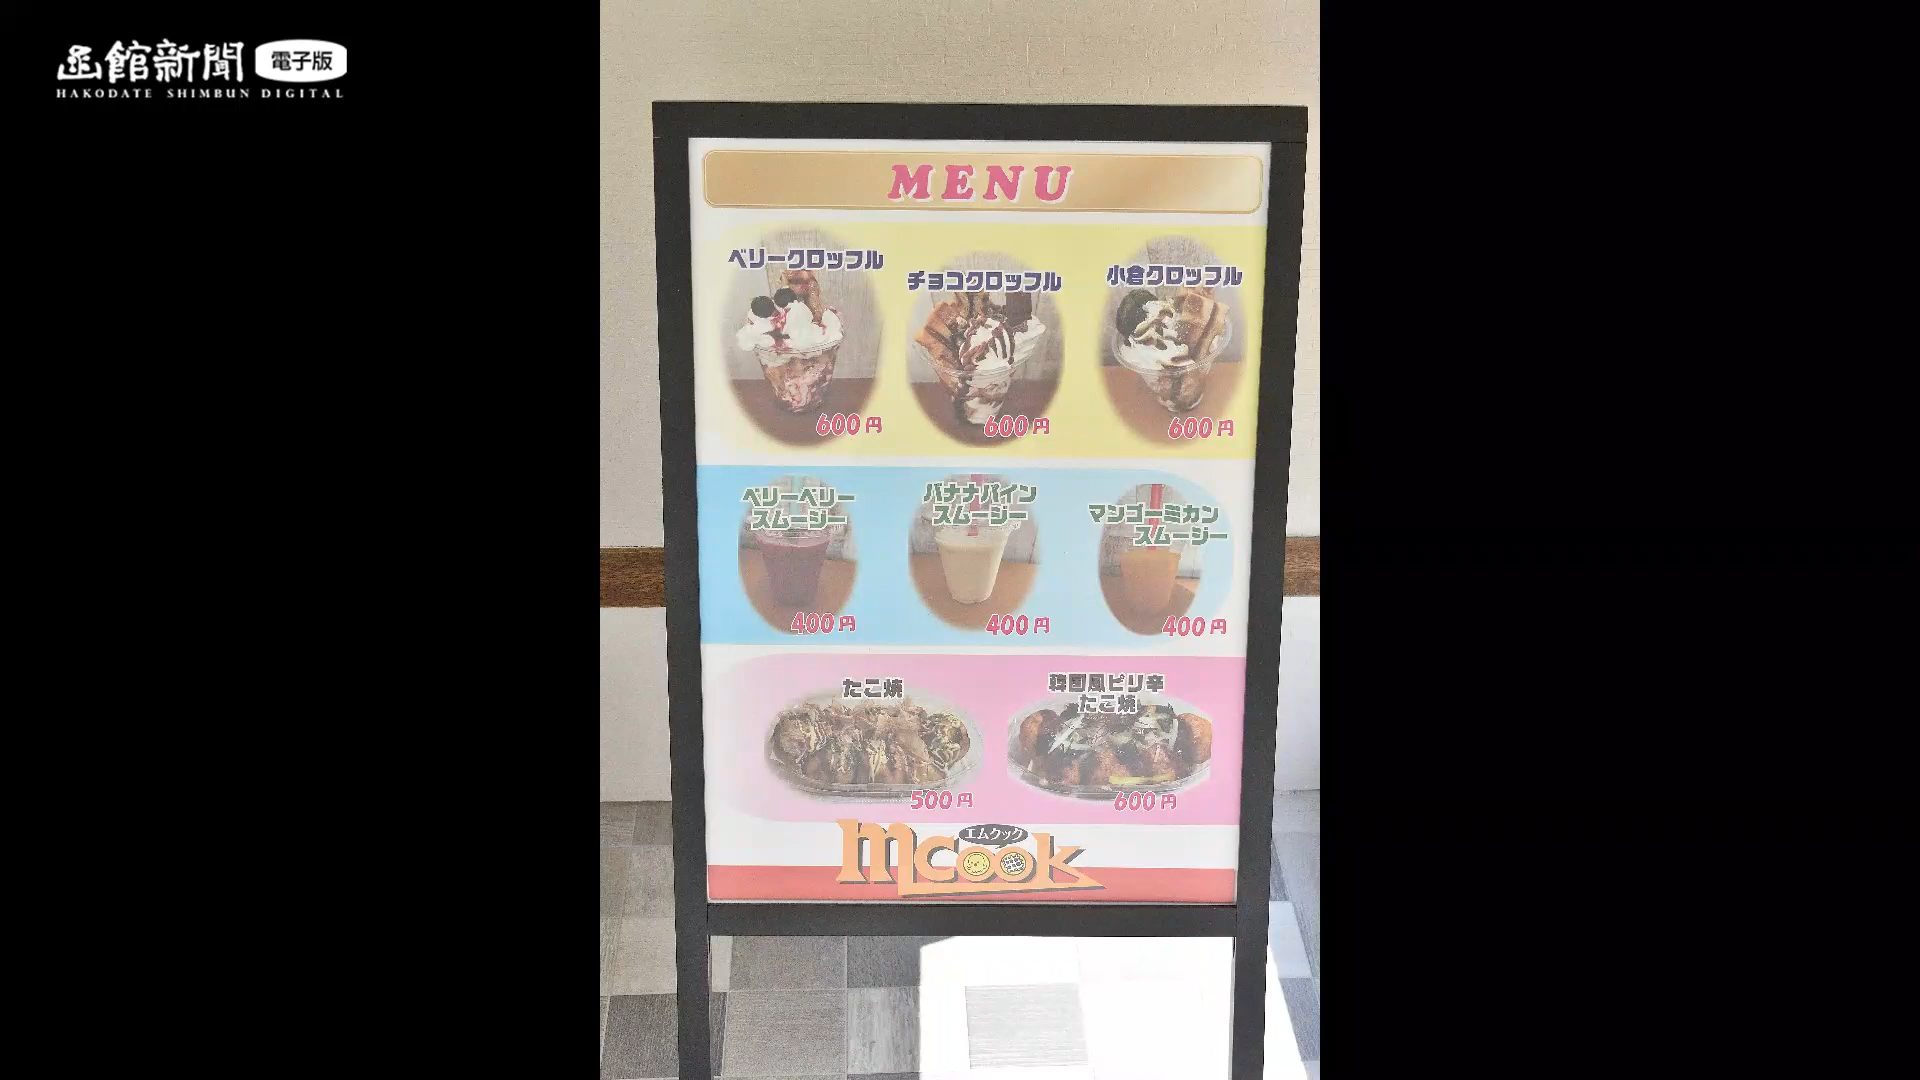 函館新聞 電子版
HAKODATE SHIMBUN DIGITAL
MENU
ベリークロッフル
600円
チョコクロッフル
600円
小倉クロッフル
600円
ベリーベリー
スムージー
400円
バナナパイン
スムージー
400円
マンゴーミカン
スムージー
400円
たこ焼
500円
韓国風ピリ辛
たこ焼
600円
エムクック
mcook